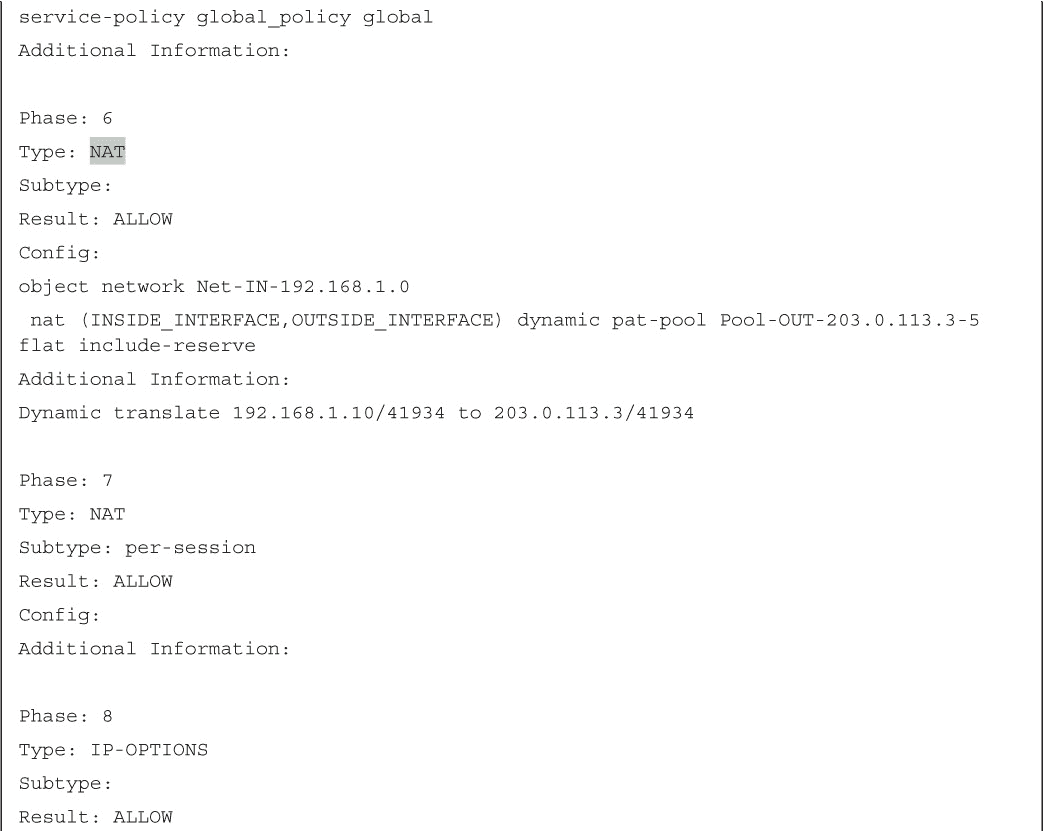 service-policy global_policy global
Additional Information:
Phase: 6
Type: NAT
Subtype:
Result: ALLOW
Config:
object network Net-IN-192.168.1.0
nat (INSIDE_INTERFACE,OUTSIDE_INTERFACE) dynamic pat-pool Pool-OUT-203.0.113.3-5
flat include-reserve
Additional Information:
Dynamic translate 192.168.1.10/41934 to 203.0.113.3/41934
Phase: 7
Type: NAT
Subtype: per-session
Result: ALLOW
Config:
Additional Information:
Phase: 8
Type: IP-OPTIONS
Subtype:
Result: ALLOW